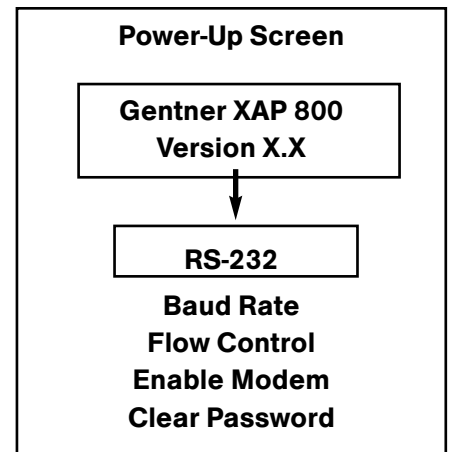 Power-Up Screen
Gentner XAP 800
Version X.X
RS-232
Baud Rate
Flow Control
Enable Modem
Clear Password